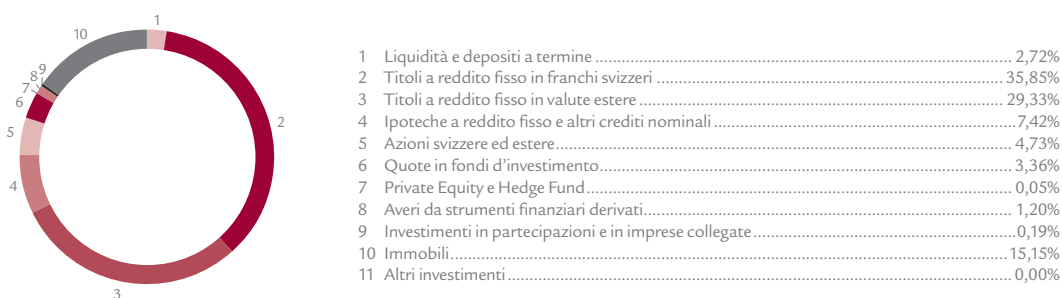 1
2
3
4
5
6
7
8
9
10
1 Liquidità e depositi a termine ........ 2,72%
2 Titoli a reddito fisso in franchi svizzeri ........ 35,85%
3 Titoli a reddito fisso in valute estere ........ 29,33%
4 Ipoteche a reddito fisso e altri crediti nominali ........ 7,42%
5 Azioni svizzere ed estere ........ 4,73%
6 Quote in fondi d’investimento ........ 3,36%
7 Private Equity e Hedge Fund ........ 0,05%
8 Averi da strumenti finanziari derivati ........ 1,20%
9 Investimenti in partecipazioni e in imprese collegate ........ 0,19%
10 Immobili ........ 15,15%
11 Altri investimenti ........ 0,00%